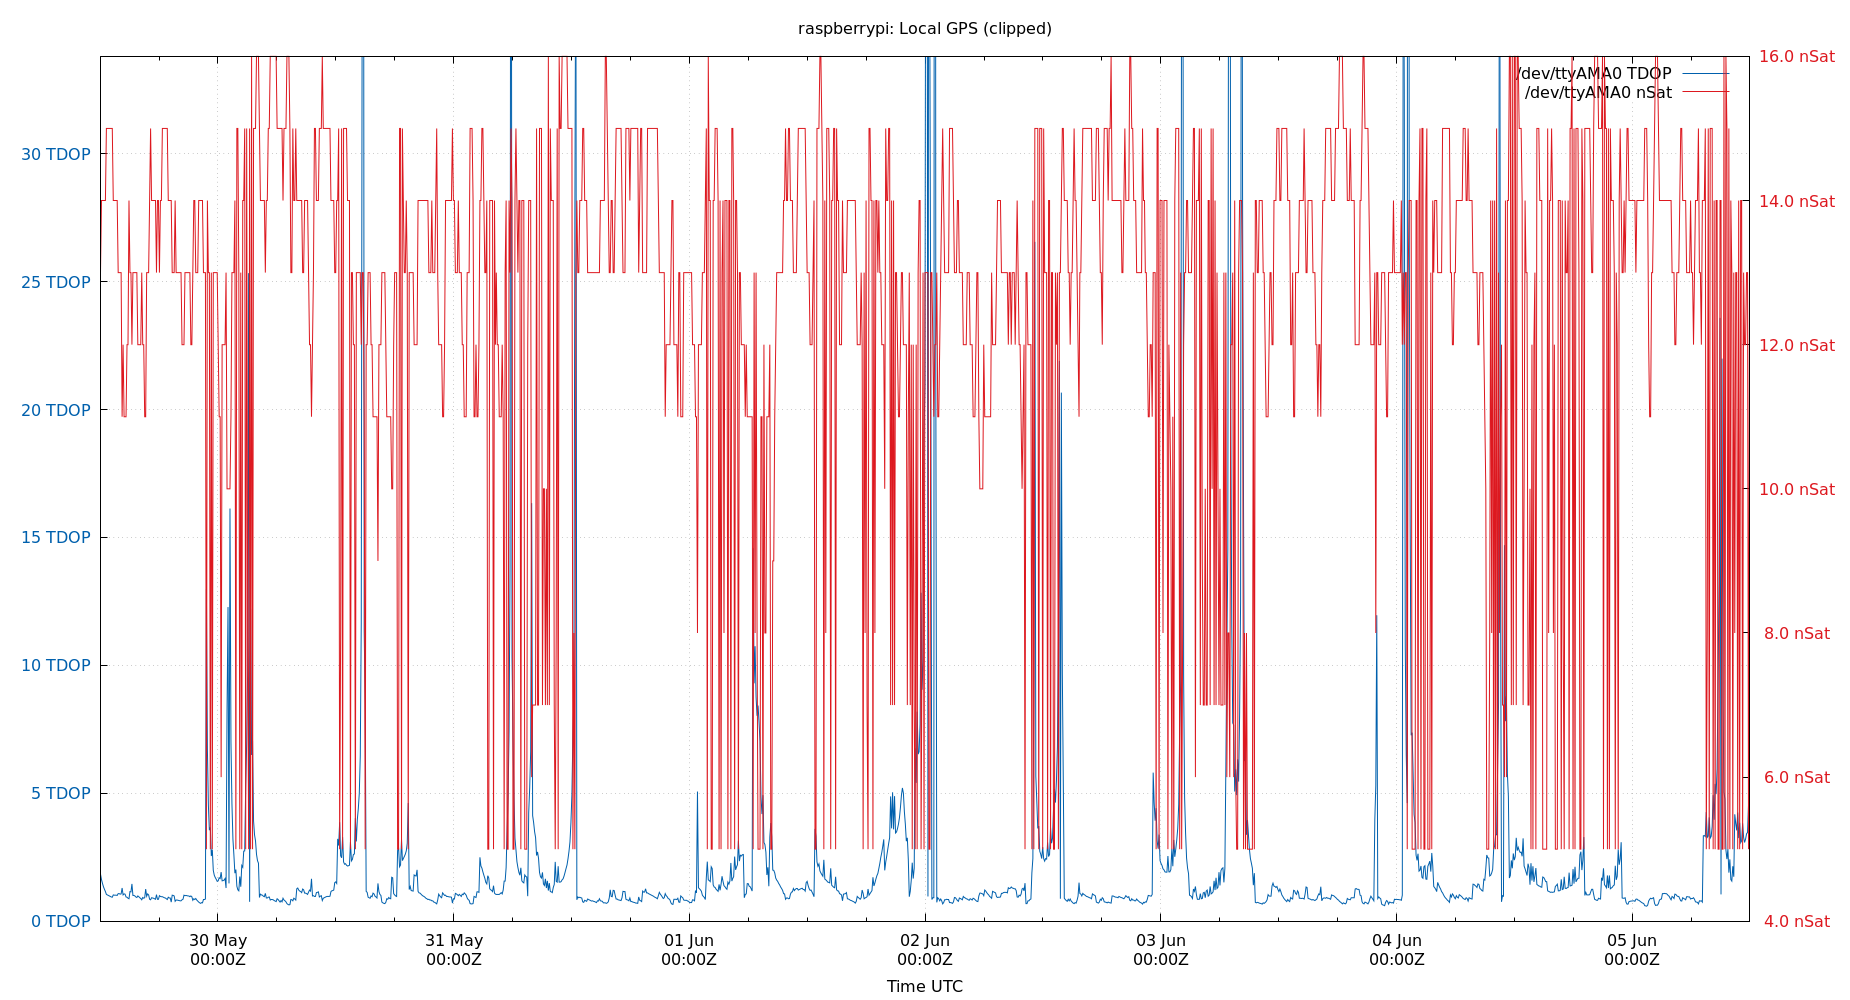 raspberrypi: Local GPS (clipped)
16.0 nSat
/dev/ttyAMA0 TDOP
/dev/ttyAMA0 nSat
30 TDOP
14.0 nSat
25 TDOP
12.0 nSat
20 TDOP
10.0 nSat
15 TDOP
8.0 nSat
10 TDOP
6.0 nSat
5 TDOP
0 TDOP
4.0 nSat
30 May 31 May 01 Jun 02 Jun 03 Jun 04 Jun 05 Jun
00:00Z 00:00Z 00:00Z 00:00Z 00:00Z 00:00Z 00:00Z
Time UTC